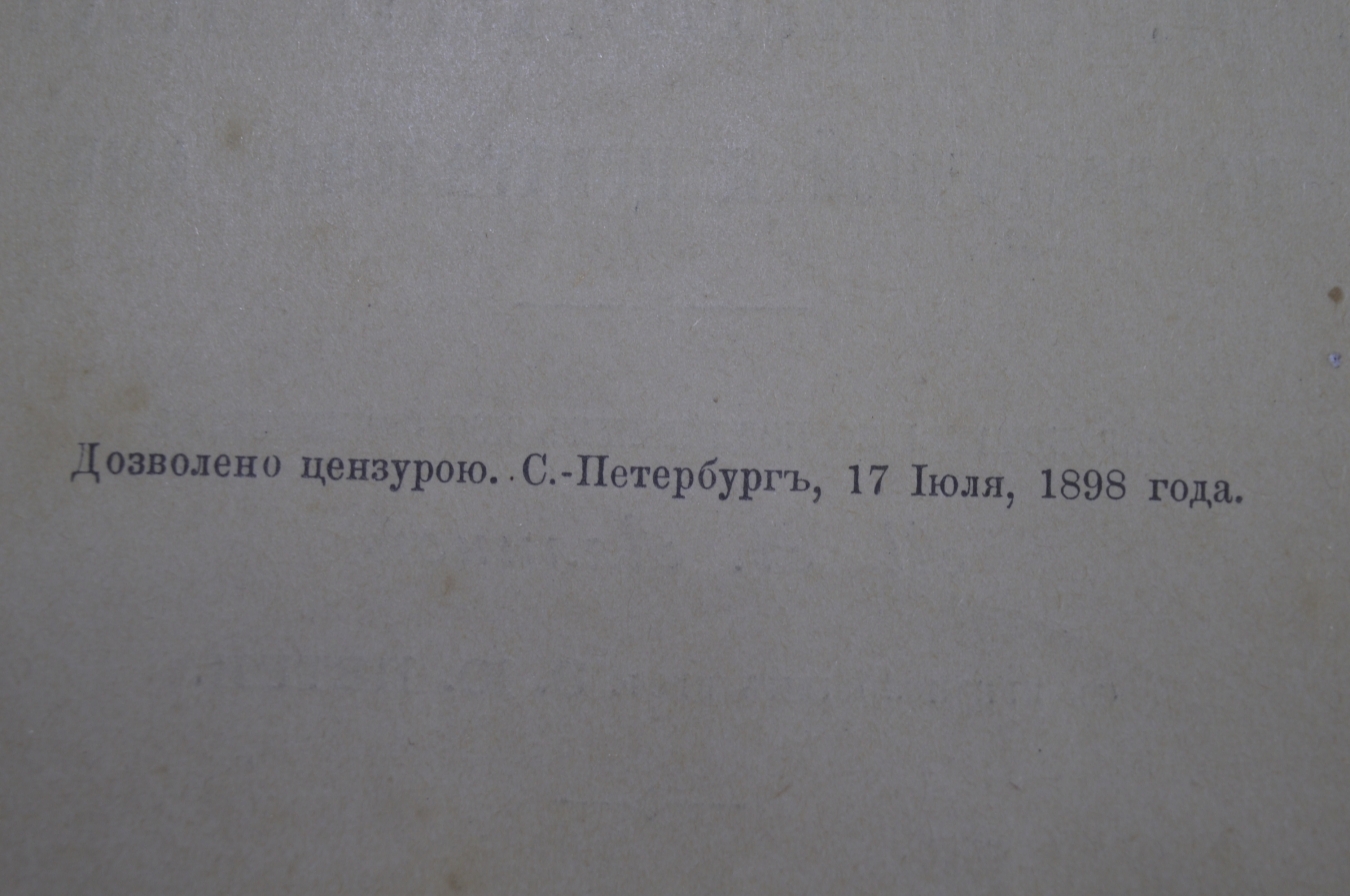 Дозволено цензурою. С.-Петербургъ, 17 Іюля, 1898 года.